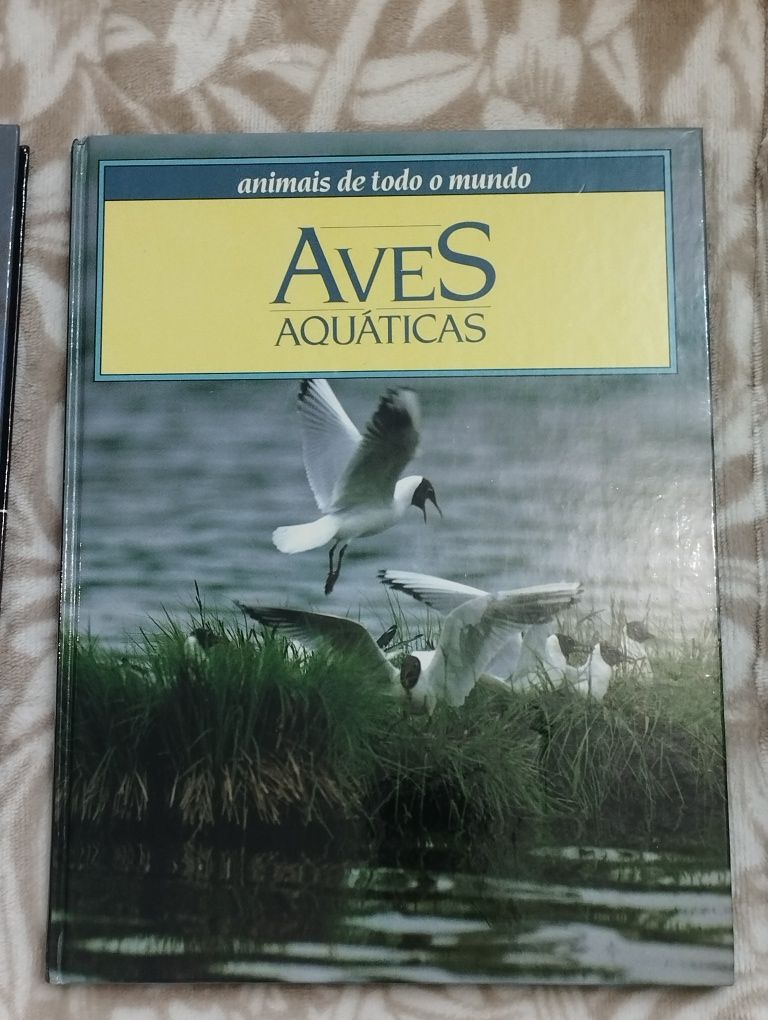 animais de todo o mundo
AVES
AQUÁTICAS